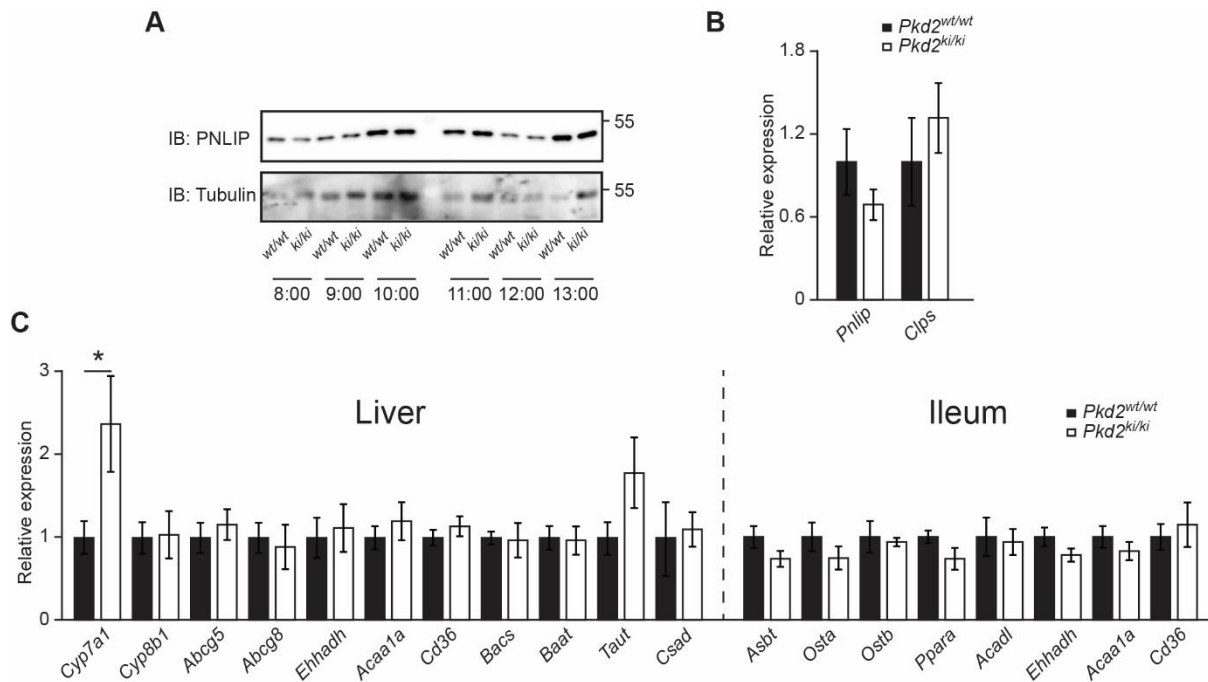 A
IB: PNLIP
55
IB: Tubulin
55
wt/wt ki/ki wt/wt ki/ki wt/wt ki/ki wt/wt ki/ki wt/wt ki/ki wt/wt ki/ki
8:00 9:00 10:00 11:00 12:00 13:00
B
Pkd2wt/wt
Pkd2ki/ki
Relative expression
1.8
1.2
0.6
0
Pnlip Clps
C
Relative expression
3
2
1
0
*
Liver
Ileum
Pkd2wt/wt
Pkd2ki/ki
Cyp7a1 Cyp8b1 Abcg5 Abcg8 Ehhadh Acaa1a Cd36 Bacs Baat Taut Csad Asbt Osta Ostb Ppara Acadl Ehhadh Acaa1a Cd36